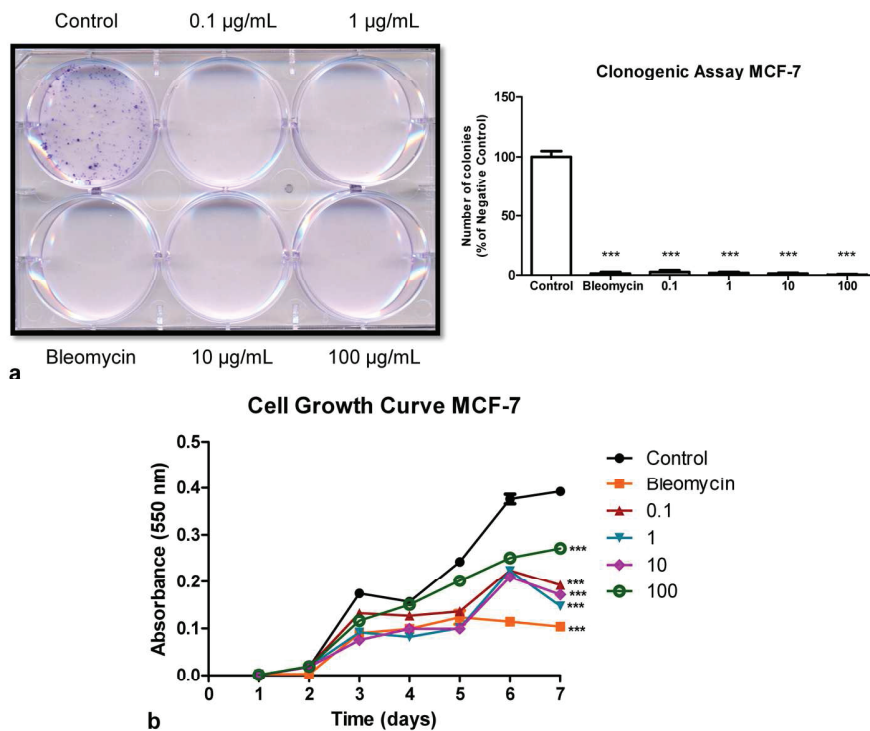 Control 0.1 µg/mL 1 µg/mL
Bleomycin 10 µg/mL 100 µg/mL
a
Clonogenic Assay MCF-7
Number of colonies
(% of Negative Control)
150
100
50
0
*** *** *** *** ***
Control Bleomycin 0.1 1 10 100
Cell Growth Curve MCF-7
Absorbance (550 nm)
0.5
0.4
0.3
0.2
0.1
0.0
0 1 2 3 4 5 6 7
Time (days)
***
***
***
***
***
Control
Bleomycin
0.1
1
10
100
b